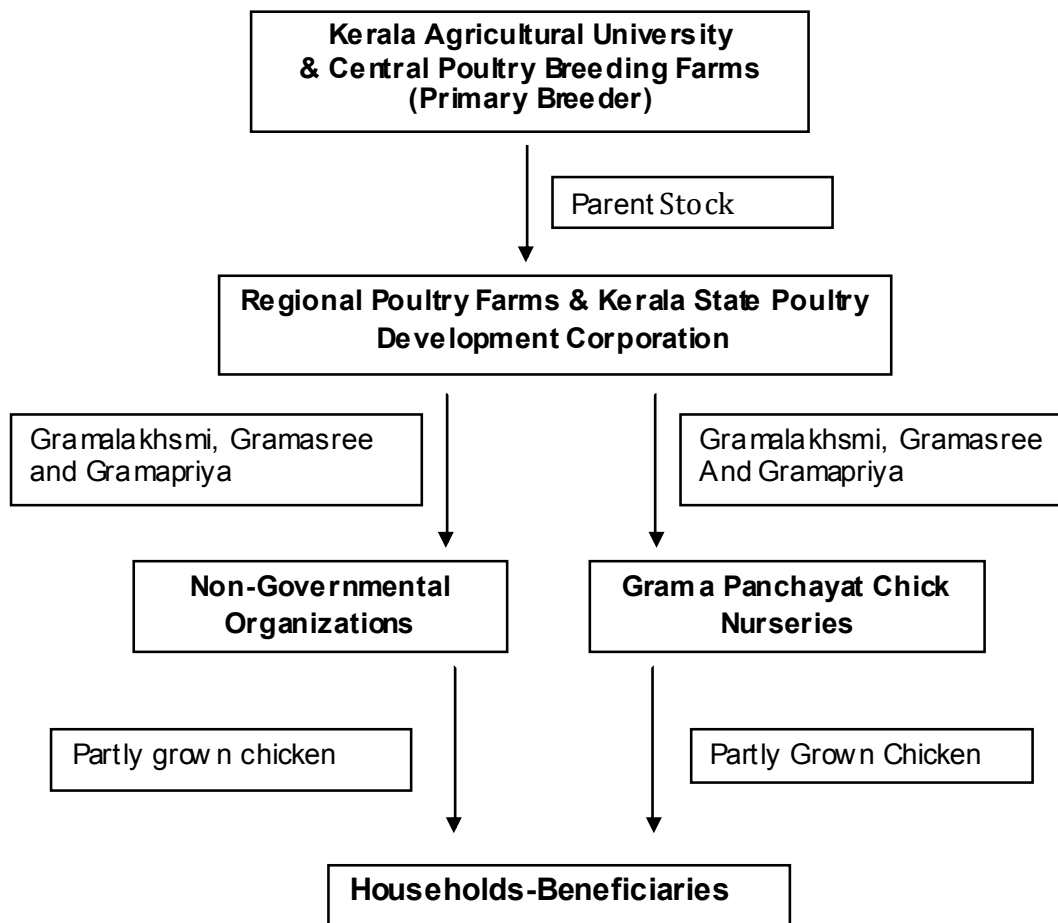 Kerala Agricultural University
& Central Poultry Breeding Farms
(Primary Breeder)
Parent Stock
Regional Poultry Farms & Kerala State Poultry
Development Corporation
Gramalakhsmi, Gramasree
and Gramapriya
Gramalakhsmi, Gramasree
And Gramapriya
Non-Governmental
Organizations
Grama Panchayat Chick
Nurseries
Partly grown chicken
Partly Grown Chicken
Households-Beneficiaries